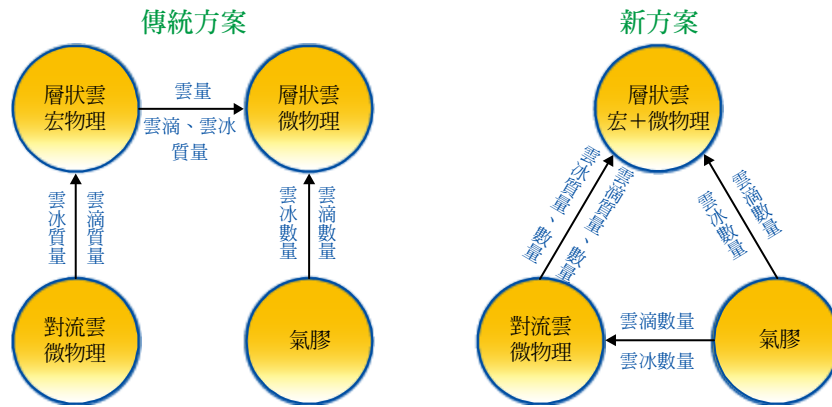 傳統方案
層狀雲
宏物理
雲量
雲滴、雲冰
質量
層狀雲
微物理
雲冰質量
雲滴質量
雲冰數量
雲滴數量
對流雲
微物理
氣膠
新方案
層狀雲
宏＋微物理
雲冰質量、數量
雲滴質量、數量
雲滴數量
雲冰數量
對流雲
微物理
雲滴數量
雲冰數量
氣膠